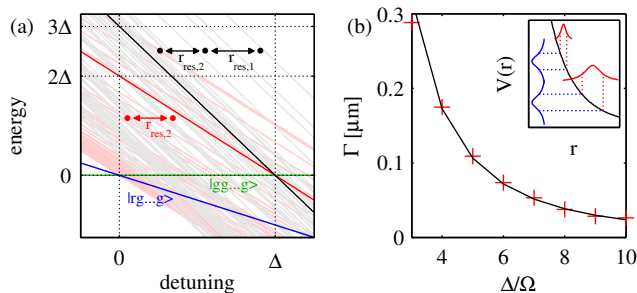 (a)
energy
3Δ
2Δ
0
r_res,2 r_res,1
r_res,2
|gg...g>
|rg...g>
0 Δ
detuning
(b)
Γ [μm]
0.3
0.2
0.1
0
4 6 8 10
Δ/Ω
V(r)
r